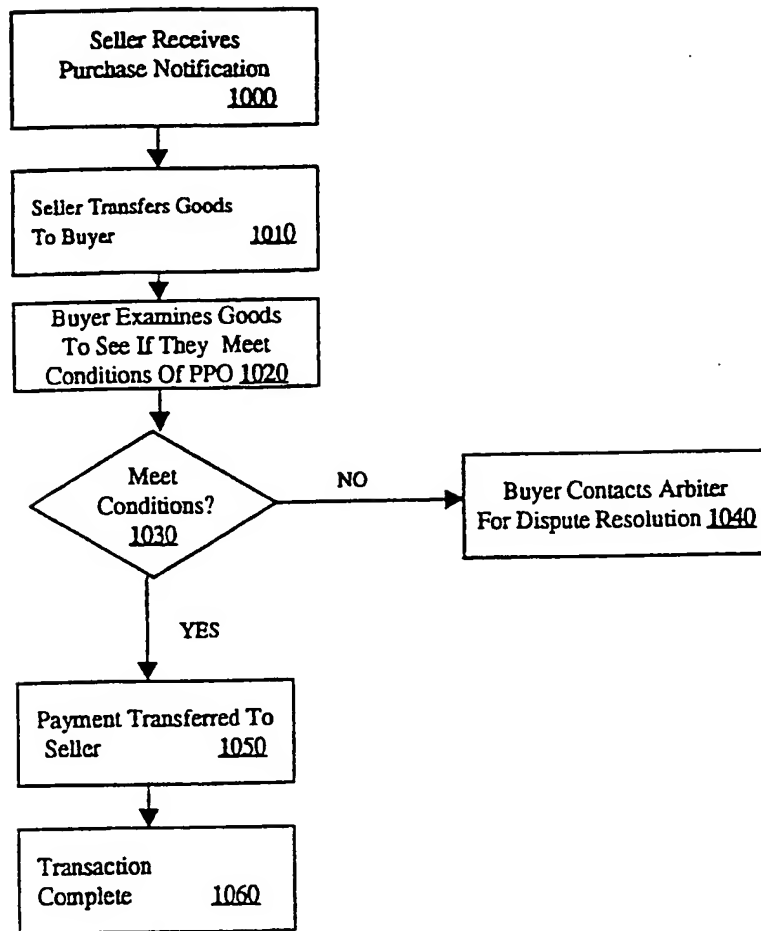 Seller Receives
Purchase Notification
1000
Seller Transfers Goods
To Buyer 1010
Buyer Examines Goods
To See If They Meet
Conditions Of PPO 1020
Meet
Conditions?
1030
NO
Buyer Contacts Arbiter
For Dispute Resolution 1040
YES
Payment Transferred To
Seller 1050
Transaction
Complete 1060